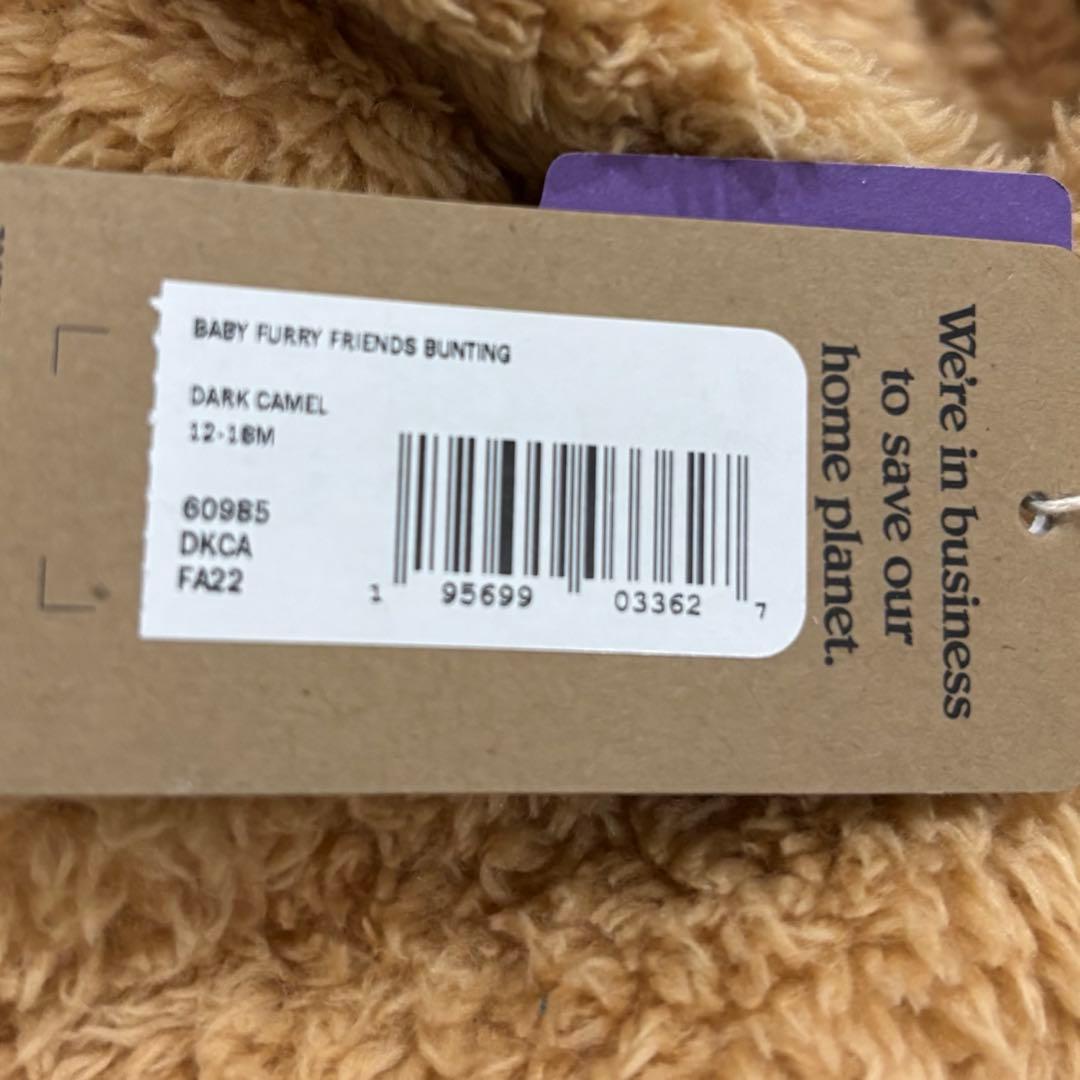 BABY FURRY FRIENDS BUNTING
DARK CAMEL
12-18M
60985
DKCA
FA22
1 95699 03362 7
We're in business
to save our
home planet.